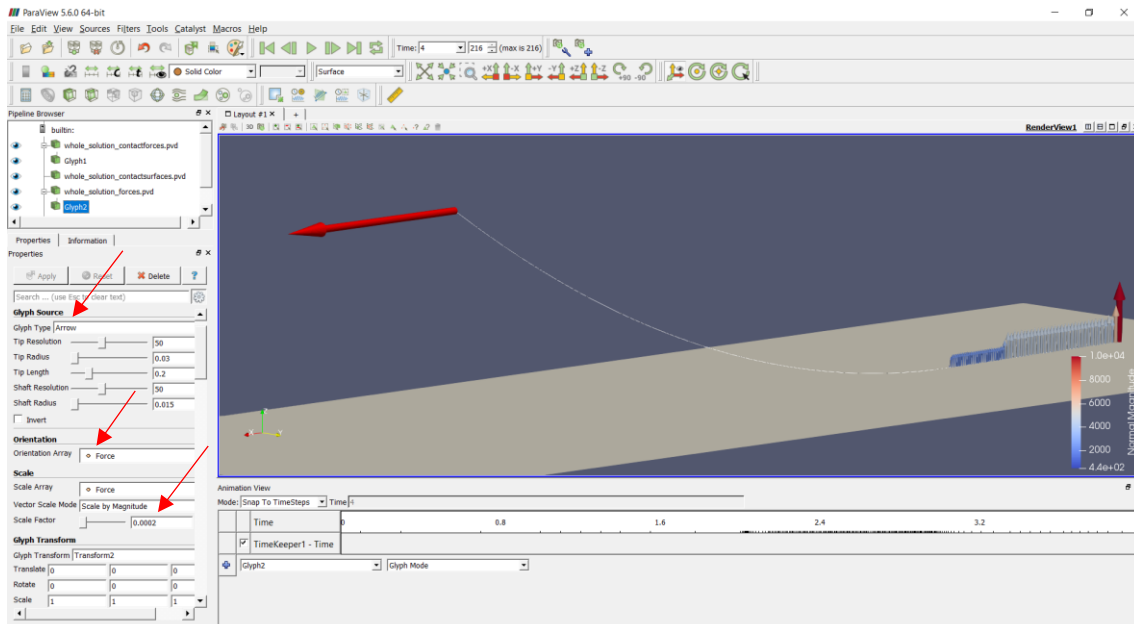 ParaView 5.6.0 64-bit
File Edit View Sources Filters Tools Catalyst Macros Help
Time: 4 216 (max is 216)
Solid Color Surface +X -X +Y -Y +Z -Z +90 -90
Pipeline Browser
Layout #1
3D
RenderView1
builtin:
whole_solution_contactforces.pvd
Glyph1
whole_solution_contactsurfaces.pvd
whole_solution_forces.pvd
Glyph2
Properties Information
Properties
Apply Reset Delete ?
Search ... (use Esc to clear text)
Glyph Source
Glyph Type Arrow
Tip Resolution 50
Tip Radius 0.03
Tip Length 0.2
Shaft Resolution 50
Shaft Radius 0.015
Invert
Orientation
Orientation Array Force
Scale
Scale Array Force
Vector Scale Mode Scale by Magnitude
Scale Factor 0.0002
Glyph Transform
Glyph Transform Transform2
Translate 0 0 0
Rotate 0 0 0
Scale 1 1 1
Z
X
Y
1.0e+04
8000
6000
4000
2000
4.4e+02
Normal Magnitude
Animation View
Mode: Snap To TimeSteps Time: 4
Time 0 0.8 1.6 2.4 3.2
TimeKeeper1 - Time
Glyph2 Glyph Mode